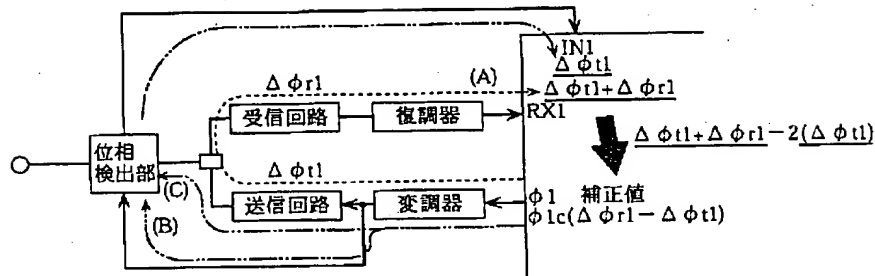 IN1
Δφt1
Δφr1
(A)
Δφt1+Δφr1
RX1
受信回路
復調器
Δφt1+Δφr1-2(Δφt1)
位相
検出部
Δφt1
(C)
φ1 補正値
送信回路
変調器
φ1c(Δφr1-Δφt1)
(B)